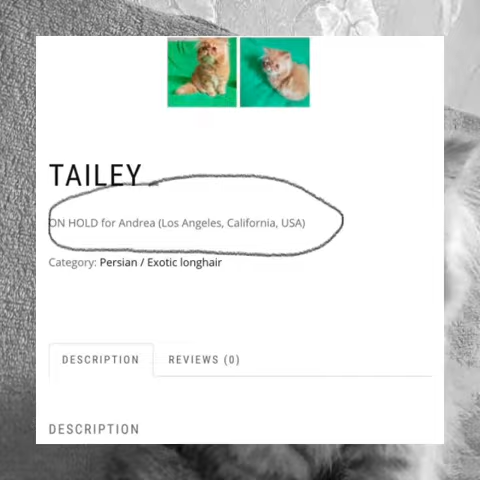 TAILEY
ON HOLD for Andrea (Los Angeles, California, USA)
Category: Persian / Exotic longhair
DESCRIPTION
REVIEWS (0)
DESCRIPTION